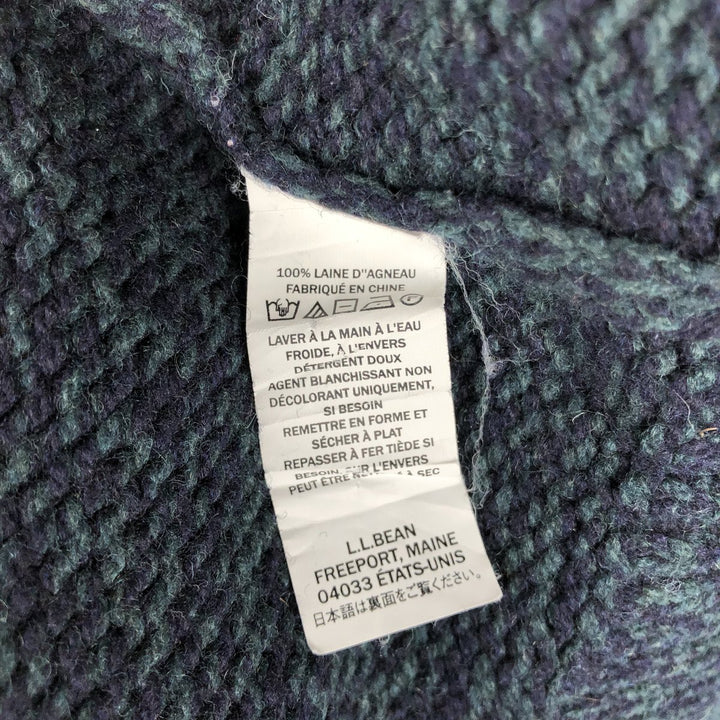 100% LAINE D"AGNEAU
FABRIQUÉ EN CHINE
LAVER À LA MAIN À L'EAU
FROIDE, À L'ENVERS
DÉTERGENT DOUX
AGENT BLANCHISSANT NON
DÉCOLORANT UNIQUEMENT,
SI BESOIN
REMETTRE EN FORME ET
SÉCHER À PLAT
REPASSER À FER TIÈDE SI
BESOIN, SUR L'ENVERS
PEUT ÊTRE À SEC
L.L.BEAN
FREEPORT, MAINE
04033 ÉTATS-UNIS
日本語は裏面をご覧ください。